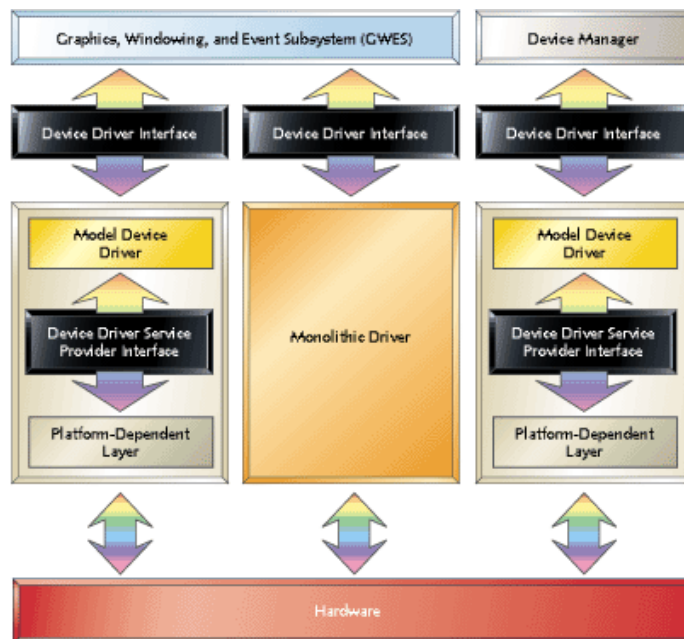 Graphics, Windowing, and Event Subsystem (GWES)
Device Manager
Device Driver Interface
Device Driver Interface
Device Driver Interface
Model Device
Driver
Device Driver Service
Provider Interface
Platform-Dependent
Layer
Monolithic Driver
Model Device
Driver
Device Driver Service
Provider Interface
Platform-Dependent
Layer
Hardware